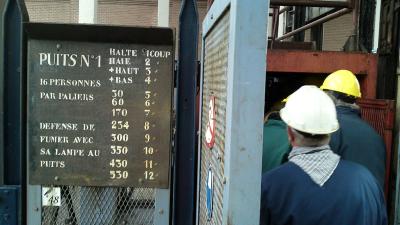 PUITS N°1 HALTE 1 COUP
HAIE 2
+HAUT 3
16 PERSONNES +BAS 4
PAR PALIERS 30 5
60 6
170 7
DEFENSE DE 234 8
FUMER AVEC 300 9
SA LAMPE AU 350 10
PUITS 430 11
530 12